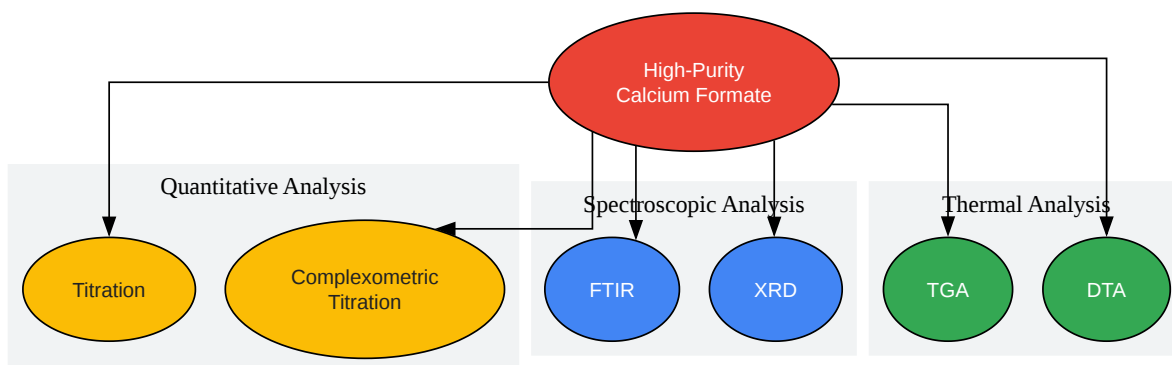 High-Purity
Calcium Formate
Quantitative Analysis
Spectroscopic Analysis
Thermal Analysis
Titration
Complexometric
Titration
FTIR
XRD
TGA
DTA